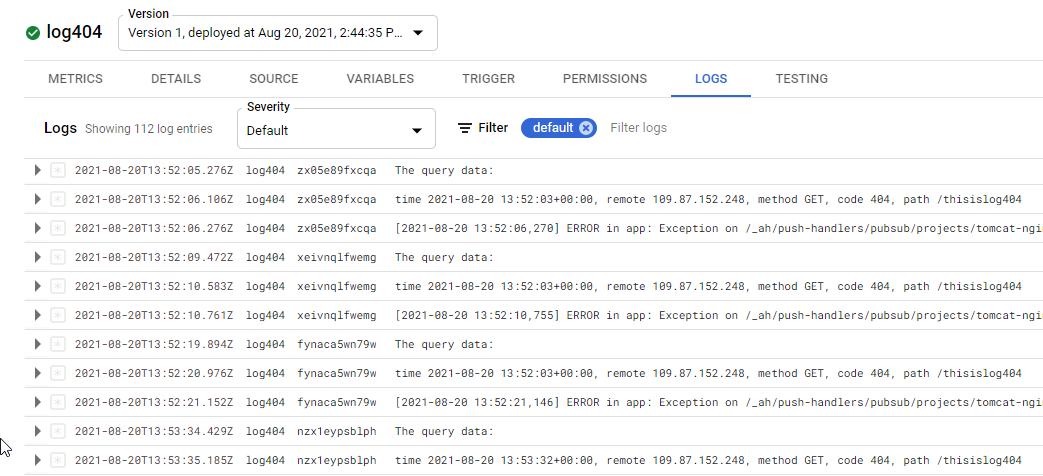 log404
Version
Version 1, deployed at Aug 20, 2021, 2:44:35 P...
METRICS DETAILS SOURCE VARIABLES TRIGGER PERMISSIONS LOGS TESTING
Logs Showing 112 log entries
Severity
Default
Filter default Filter logs
2021-08-20T13:52:05.276Z log404 zx05e89fxcqa The query data:
2021-08-20T13:52:06.106Z log404 zx05e89fxcqa time 2021-08-20 13:52:03+00:00, remote 109.87.152.248, method GET, code 404, path /thisislog404
2021-08-20T13:52:06.276Z log404 zx05e89fxcqa [2021-08-20 13:52:06,270] ERROR in app: Exception on /_ah/push-handlers/pubsub/projects/tomcat-ngi
2021-08-20T13:52:09.472Z log404 xeivnqlfwemg The query data:
2021-08-20T13:52:10.583Z log404 xeivnqlfwemg time 2021-08-20 13:52:03+00:00, remote 109.87.152.248, method GET, code 404, path /thisislog404
2021-08-20T13:52:10.761Z log404 xeivnqlfwemg [2021-08-20 13:52:10,755] ERROR in app: Exception on /_ah/push-handlers/pubsub/projects/tomcat-ngi
2021-08-20T13:52:19.894Z log404 fynaca5wn79w The query data:
2021-08-20T13:52:20.976Z log404 fynaca5wn79w time 2021-08-20 13:52:03+00:00, remote 109.87.152.248, method GET, code 404, path /thisislog404
2021-08-20T13:52:21.152Z log404 fynaca5wn79w [2021-08-20 13:52:21,146] ERROR in app: Exception on /_ah/push-handlers/pubsub/projects/tomcat-ngi
2021-08-20T13:53:34.429Z log404 nzx1eypsblph The query data:
2021-08-20T13:53:35.185Z log404 nzx1eypsblph time 2021-08-20 13:53:32+00:00, remote 109.87.152.248, method GET, code 404, path /thisislog404